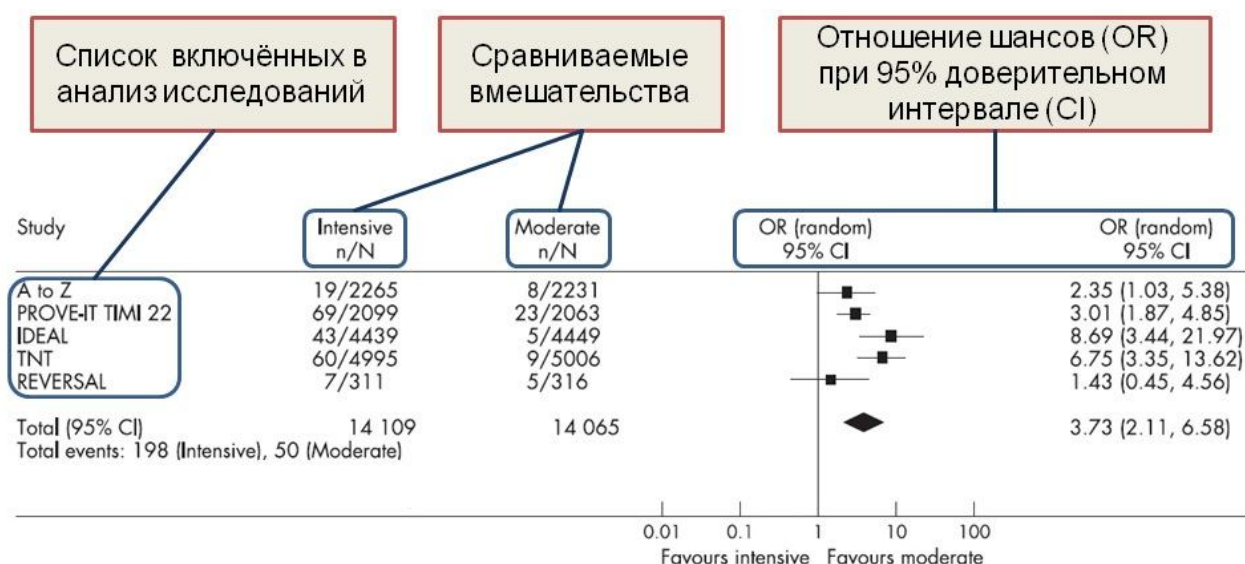 Список включённых в
анализ исследований
Сравниваемые
вмешательства
Отношение шансов (OR)
при 95% доверительном
интервале (CI)
Study
Intensive
n/N
Moderate
n/N
OR (random)
95% CI
OR (random)
95% CI
A to Z 19/2265 8/2231 2.35 (1.03, 5.38)
PROVE-IT TIMI 22 69/2099 23/2063 3.01 (1.87, 4.85)
IDEAL 43/4439 5/4449 8.69 (3.44, 21.97)
TNT 60/4995 9/5006 6.75 (3.35, 13.62)
REVERSAL 7/311 5/316 1.43 (0.45, 4.56)
Total (95% CI) 14 109 14 065 3.73 (2.11, 6.58)
Total events: 198 (Intensive), 50 (Moderate)
0.01 0.1 1 10 100
Favours intensive Favours moderate